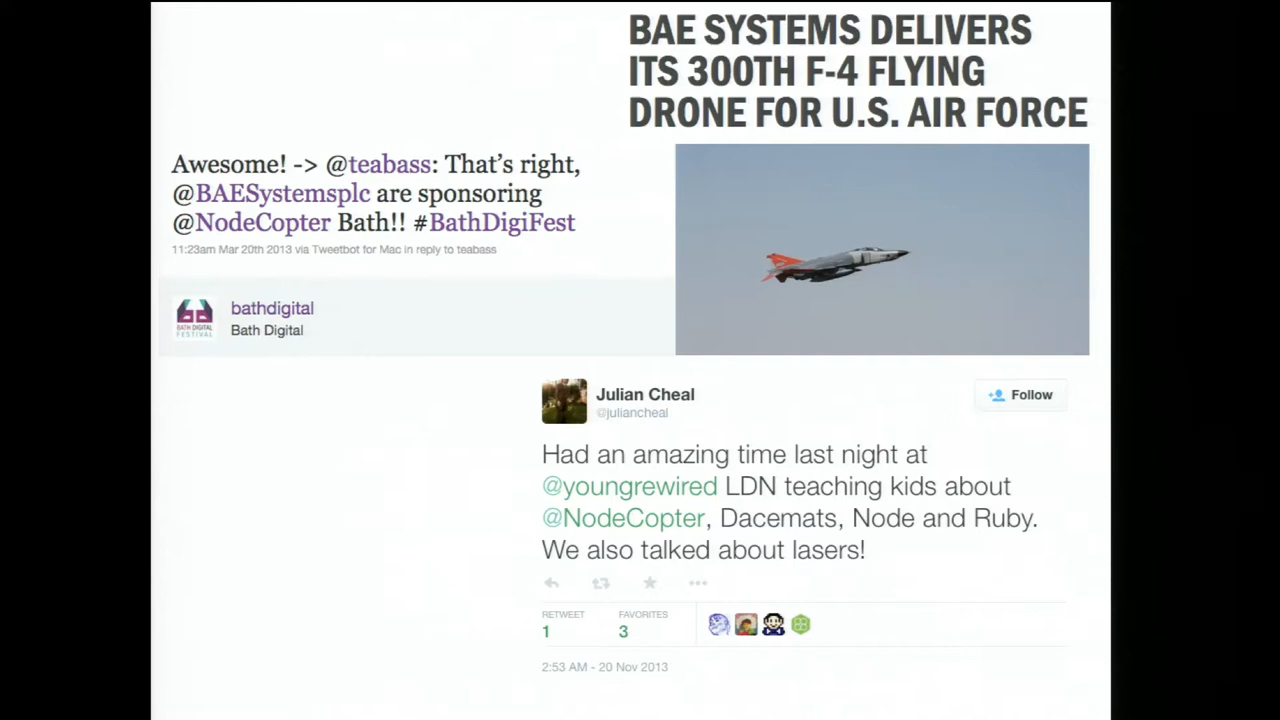 BAE SYSTEMS DELIVERS
ITS 300TH F-4 FLYING
DRONE FOR U.S. AIR FORCE
Awesome! -> @teabass: That's right,
@BAESystemsplc are sponsoring
@NodeCopter Bath!! #BathDigiFest
11:23am Mar 20th 2013 via Tweetbot for Mac in reply to teabass
BATH DIGITAL
FESTIVAL
bathdigital
Bath Digital
Julian Cheal
@juliancheal
Follow
Had an amazing time last night at
@youngrewired LDN teaching kids about
@NodeCopter, Dacemats, Node and Ruby.
We also talked about lasers!
RETWEET
1
FAVORITES
3
2:53 AM - 20 Nov 2013